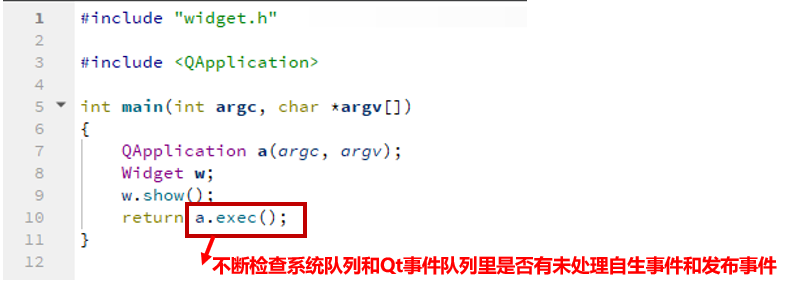 1 #include "widget.h"
2
3 #include <QApplication>
4
5 int main(int argc, char *argv[])
6 {
7 QApplication a(argc, argv);
8 Widget w;
9 w.show();
10 return a.exec();
11 }
12
不断检查系统队列和Qt事件队列里是否有未处理自生事件和发布事件